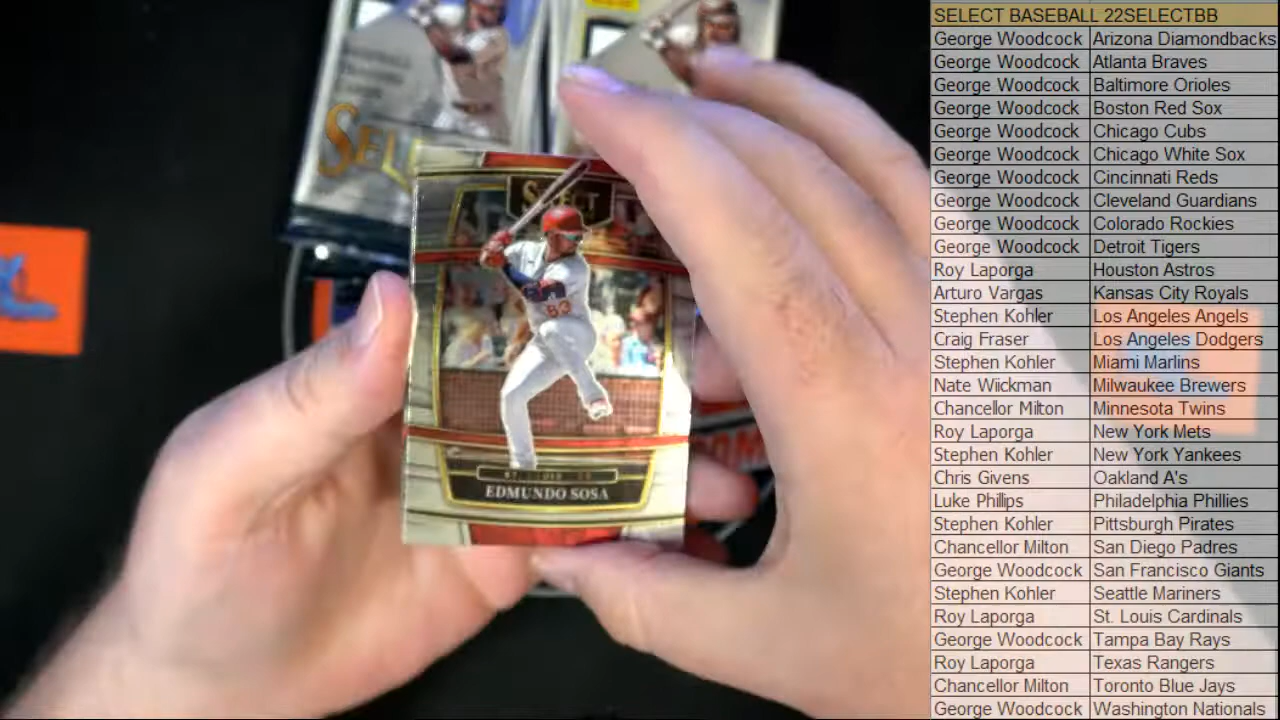 SELECT BASEBALL 22SELECTBB
George Woodcock Arizona Diamondbacks
George Woodcock Atlanta Braves
George Woodcock Baltimore Orioles
George Woodcock Boston Red Sox
George Woodcock Chicago Cubs
George Woodcock Chicago White Sox
George Woodcock Cincinnati Reds
George Woodcock Cleveland Guardians
George Woodcock Colorado Rockies
George Woodcock Detroit Tigers
Roy Laporga Houston Astros
Arturo Vargas Kansas City Royals
Stephen Kohler Los Angeles Angels
Craig Fraser Los Angeles Dodgers
Stephen Kohler Miami Marlins
Nate Wiickman Milwaukee Brewers
Chancellor Milton Minnesota Twins
Roy Laporga New York Mets
Stephen Kohler New York Yankees
Chris Givens Oakland A's
Luke Phillips Philadelphia Phillies
Stephen Kohler Pittsburgh Pirates
Chancellor Milton San Diego Padres
George Woodcock San Francisco Giants
Stephen Kohler Seattle Mariners
Roy Laporga St. Louis Cardinals
George Woodcock Tampa Bay Rays
Roy Laporga Texas Rangers
Chancellor Milton Toronto Blue Jays
George Woodcock Washington Nationals
SELECT
63
EDMUNDO SOSA